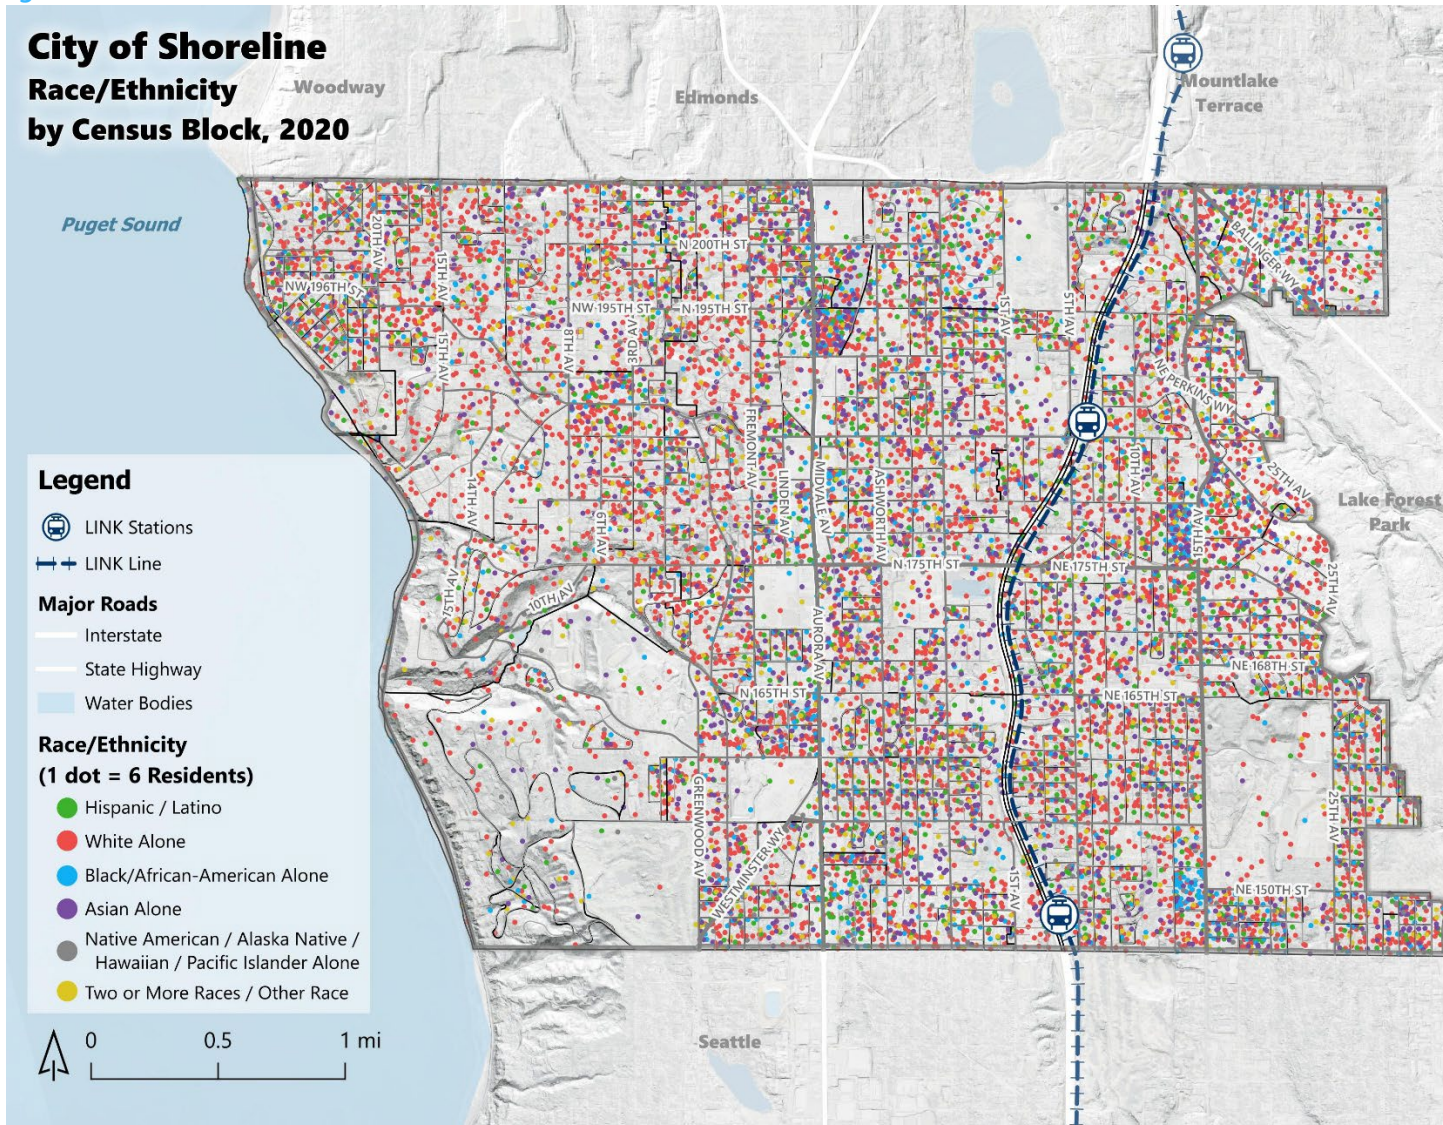 City of Shoreline
Race/Ethnicity
by Census Block, 2020
Woodway
Edmonds
Mountlake
Terrace
Puget Sound
20TH AV
15TH AV
N 200TH ST
BALLINGER WY
NW 196TH ST
NW 195TH ST
N 195TH ST
1ST AV
5TH AV
15TH AV
8TH AV
3RD AV
NE PERKINS WY
FREMONT AV
LINDEN AV
MIDVALE AV
ASHWORTH AV
10TH AV
25TH AV
Lake Forest
Park
14TH AV
6TH AV
15TH AV
N 175TH ST
NE 175TH ST
10TH AV
25TH AV
AURORA AV
NE 168TH ST
N 165TH ST
NE 165TH ST
GREENWOOD AV
WESTMINSTER WY
1ST AV
25TH AV
NE 150TH ST
Seattle
Legend
LINK Stations
LINK Line
Major Roads
Interstate
State Highway
Water Bodies
Race/Ethnicity
(1 dot = 6 Residents)
Hispanic / Latino
White Alone
Black/African-American Alone
Asian Alone
Native American / Alaska Native /
Hawaiian / Pacific Islander Alone
Two or More Races / Other Race
0 0.5 1 mi